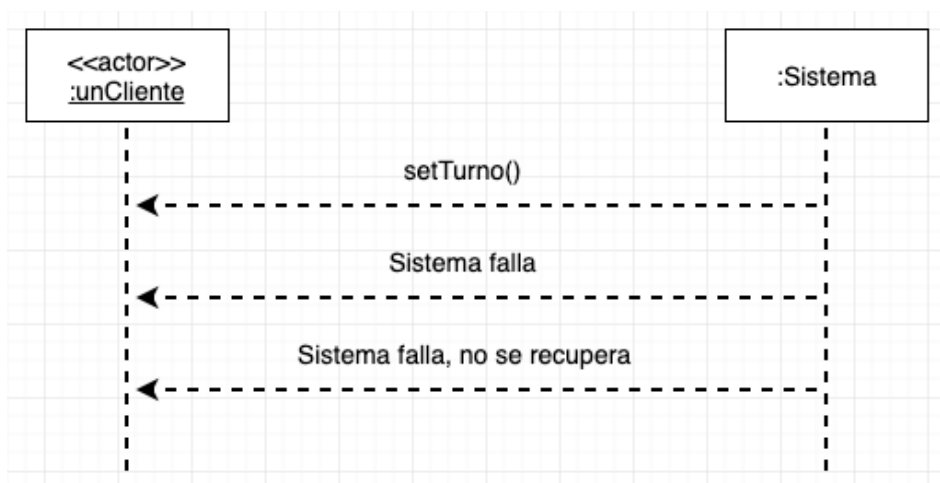 <<actor>>
:unCliente
:Sistema
setTurno()
Sistema falla
Sistema falla, no se recupera